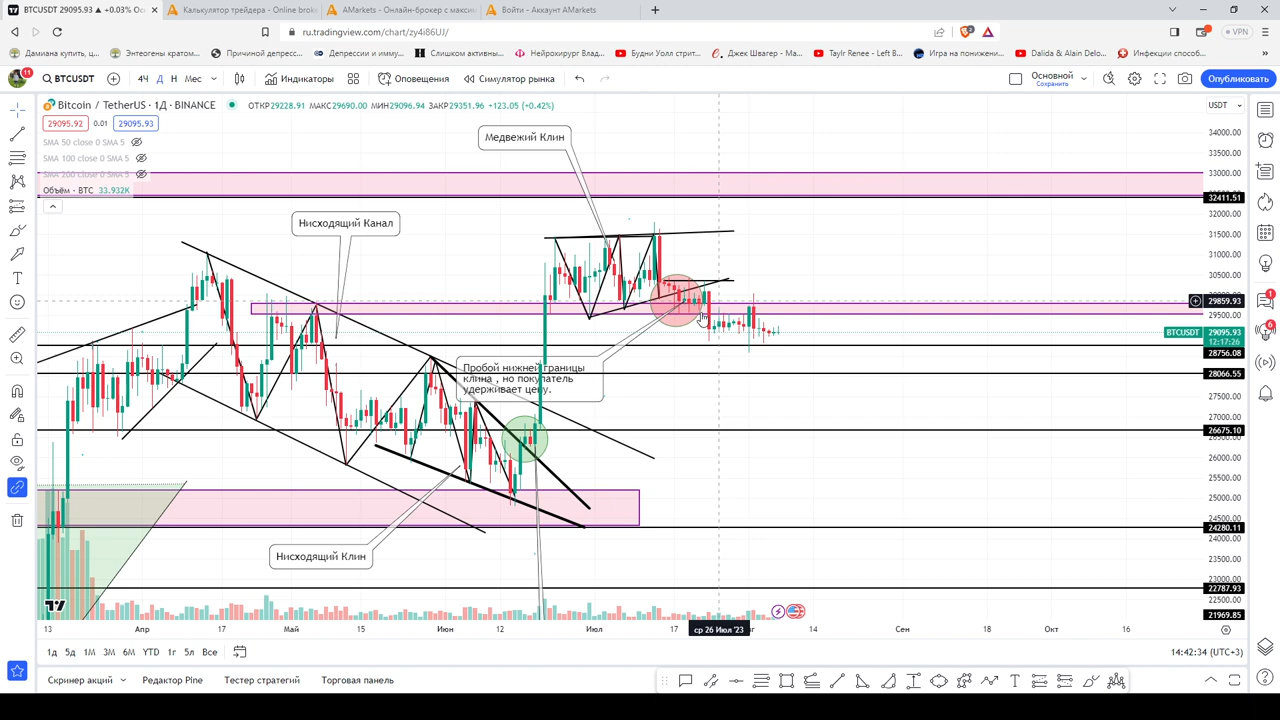 BTCUSDT 29095.93 ▲ +0.03%
Калькулятор трейдера - Online brok
AMarkets - Онлайн-брокер с макси
Войти - Аккаунт AMarkets
ru.tradingview.com/chart/zy4i86UJ/
VPN
Дамиана купить, ц...
Энтеогены кратом...
Причиной депресс...
Депрессии и имму...
Слишком активны...
Нейрохирург Влад...
Будни Уолл стрит...
Джек Швагер - Ма...
Taylr Renee - Left B...
Игра на понижени...
Dalida & Alain Delo...
Инфекции способ...
11
BTCUSDT
4Ч
Д
Н
Мес
Индикаторы
Оповещения
Симулятор рынка
Основной
Сохранить
Опубликовать
Bitcoin / TetherUS · 1Д · BINANCE
ОТКР29228.91 МАКС29690.00 МИН29096.94 ЗАКР29351.96 +123.05 (+0.42%)
USDT
29095.92
0.01
29095.93
SMA 50 close 0 SMA 5
SMA 100 close 0 SMA 5
SMA 200 close 0 SMA 5
Объём · BTC 33.932K
Медвежий Клин
Нисходящий Канал
Пробой нижней границы
клина , но покупатель
удерживает цену.
Нисходящий Клин
34000.00
33500.00
33000.00
32411.51
32000.00
31500.00
31000.00
30500.00
29859.93
29500.00
BTCUSDT
29095.93
12:17:26
28756.08
28066.55
27500.00
27000.00
26675.10
26000.00
25500.00
25000.00
24500.00
24280.11
24000.00
23500.00
23000.00
22787.93
22500.00
21969.85
13
Апр
17
Май
15
Июн
12
Июл
17
ср 26 Июл '23
14
Сен
18
Окт
16
1д
5д
1М
3М
6М
YTD
1г
5л
Все
14:42:34 (UTC+3)
Скринер акций
Редактор Pine
Тестер стратегий
Торговая панель